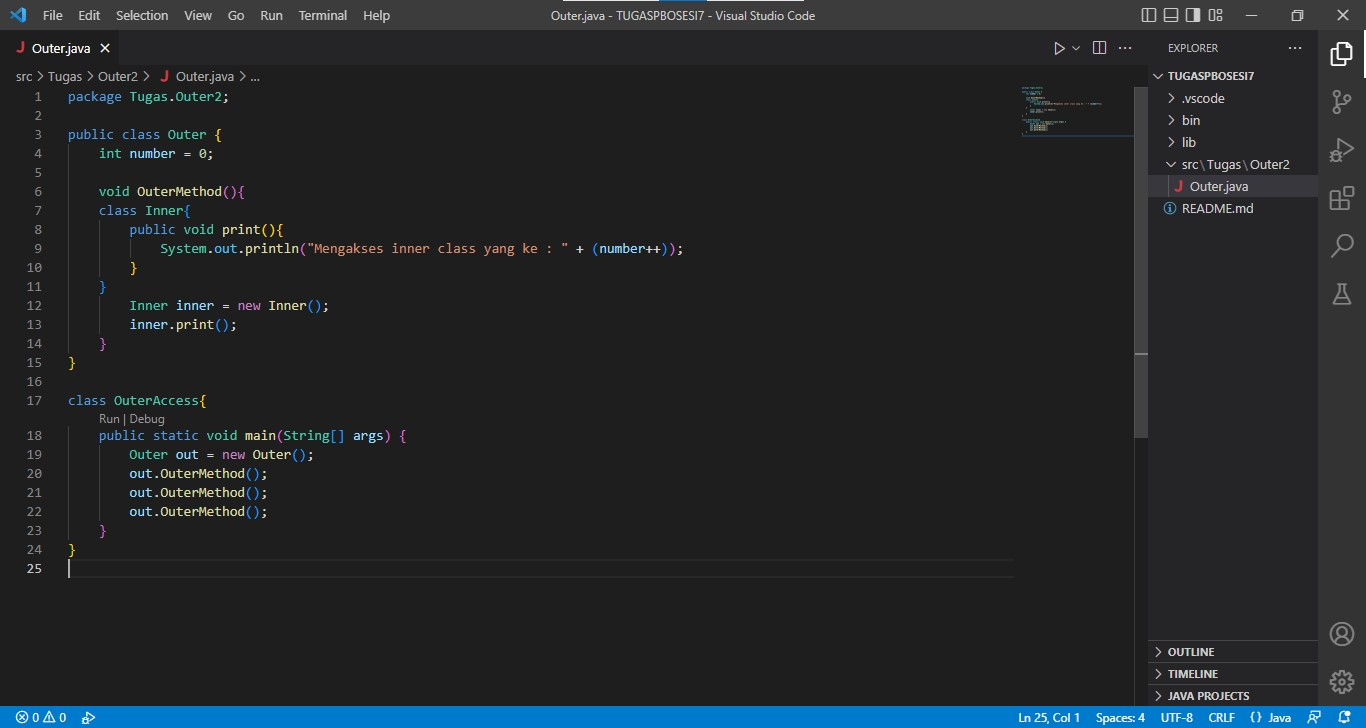 File Edit Selection View Go Run Terminal Help Outer.java - TUGASPBOSESI7 - Visual Studio Code
J Outer.java
src > Tugas > Outer2 > J Outer.java > ...
1 package Tugas.Outer2;
2
3 public class Outer {
4 int number = 0;
5
6 void OuterMethod(){
7 class Inner{
8 public void print(){
9 System.out.println("Mengakses inner class yang ke : " + (number++));
10 }
11 }
12 Inner inner = new Inner();
13 inner.print();
14 }
15 }
16
17 class OuterAccess{
Run | Debug
18 public static void main(String[] args) {
19 Outer out = new Outer();
20 out.OuterMethod();
21 out.OuterMethod();
22 out.OuterMethod();
23 }
24 }
25
EXPLORER
TUGASPBOSESI7
.vscode
bin
lib
src\Tugas\Outer2
J Outer.java
README.md
OUTLINE
TIMELINE
JAVA PROJECTS
0 0 Ln 25, Col 1 Spaces: 4 UTF-8 CRLF {} Java